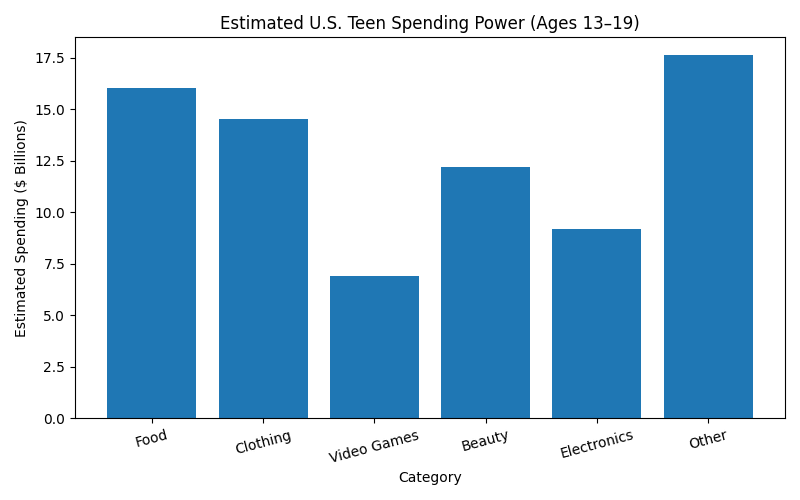 Estimated U.S. Teen Spending Power (Ages 13–19)
Estimated Spending ($ Billions)
17.5
15.0
12.5
10.0
7.5
5.0
2.5
0.0
Food Clothing Video Games Beauty Electronics Other
Category